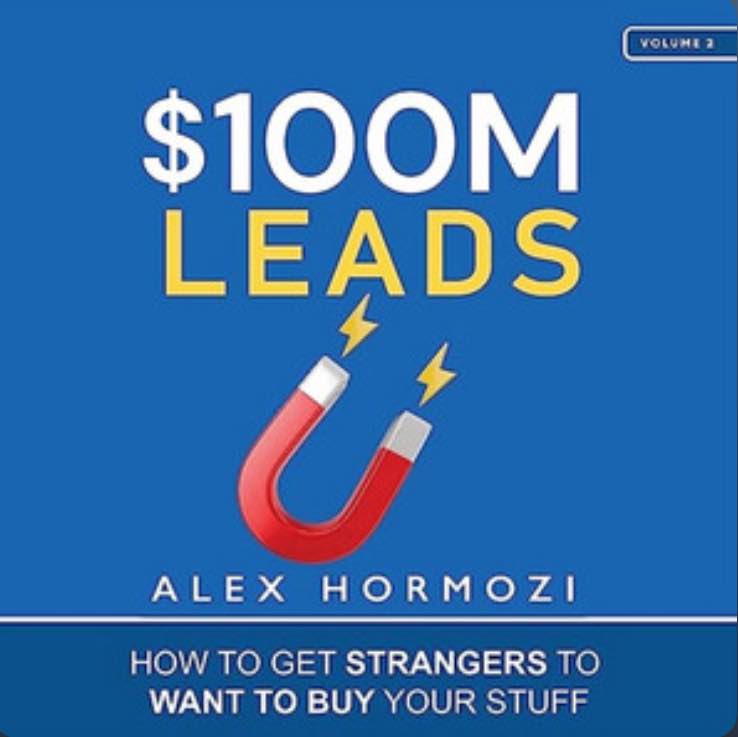 VOLUME 2
$100M
LEADS
ALEX HORMOZI
HOW TO GET STRANGERS TO
WANT TO BUY YOUR STUFF